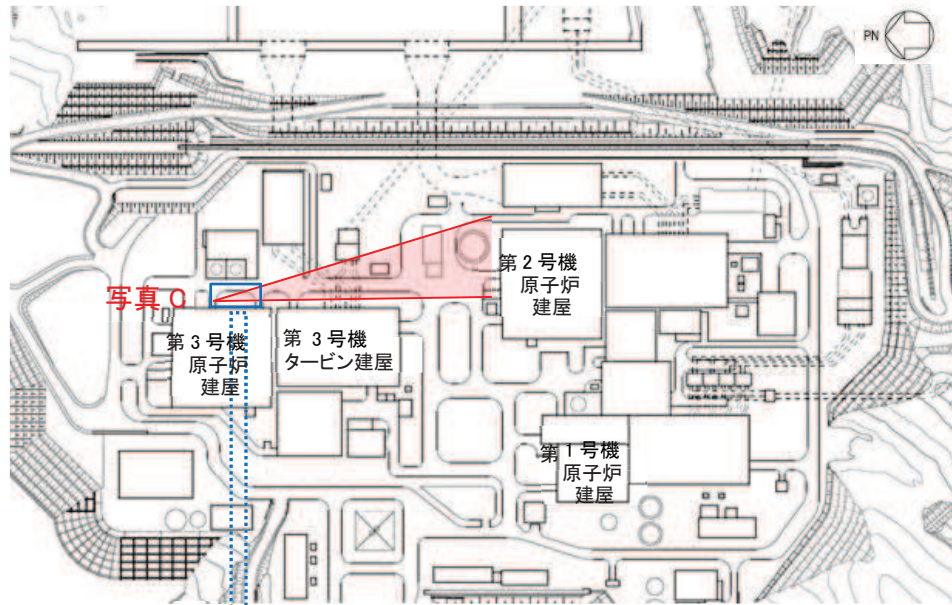 PN
第２号機
原子炉
建屋
写真 C
第３号機
原子炉
建屋
第 ３号機
タービン建屋
第１号機
原子炉
建屋